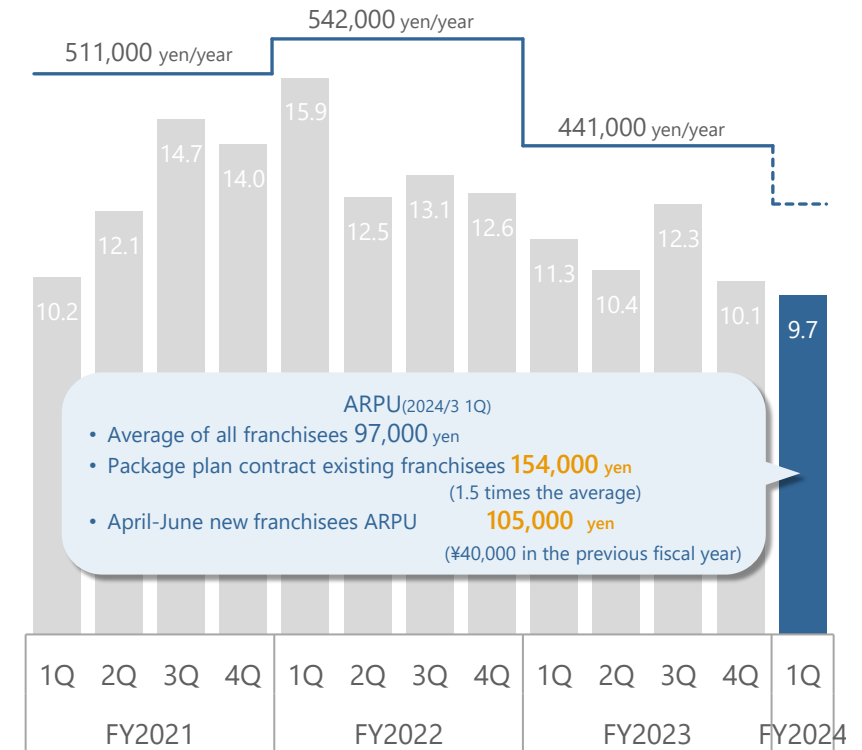 542,000 yen/year
511,000 yen/year
441,000 yen/year
10.2
12.1
14.7
14.0
15.9
12.5
13.1
12.6
11.3
10.4
12.3
10.1
9.7
ARPU(2024/3 1Q)
• Average of all franchisees 97,000 yen
• Package plan contract existing franchisees 154,000 yen
(1.5 times the average)
• April-June new franchisees ARPU 105,000 yen
(¥40,000 in the previous fiscal year)
1Q 2Q 3Q 4Q 1Q 2Q 3Q 4Q 1Q 2Q 3Q 4Q 1Q
FY2021 FY2022 FY2023 FY2024